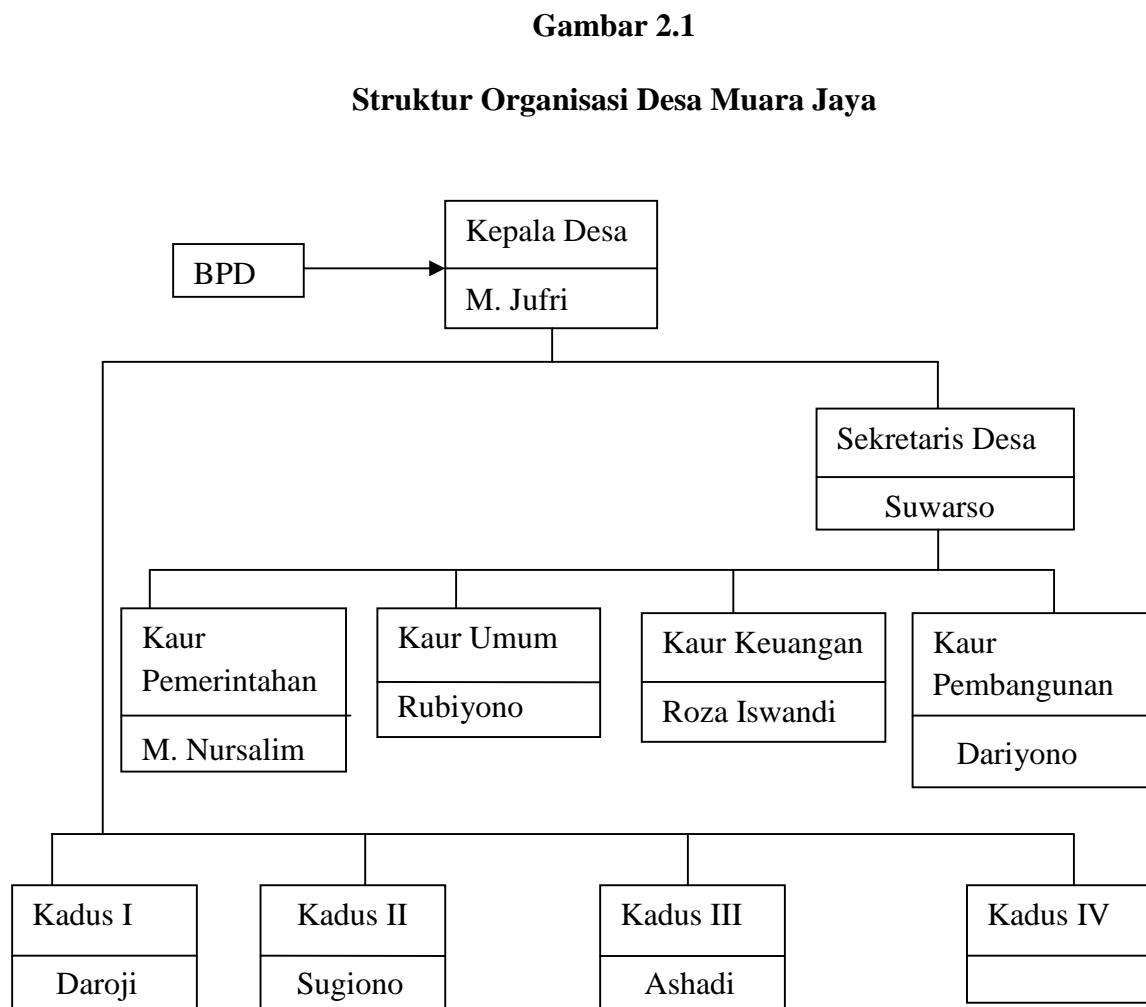 Gambar 2.1
Struktur Organisasi Desa Muara Jaya
Kepala Desa
BPD
M. Jufri
Sekretaris Desa
Suwarso
Kaur
Pemerintahan
M. Nursalim
Kaur Umum
Rubiyono
Kaur Keuangan
Roza Iswandi
Kaur
Pembangunan
Dariyono
Kadus I
Daroji
Kadus II
Sugiono
Kadus III
Ashadi
Kadus IV